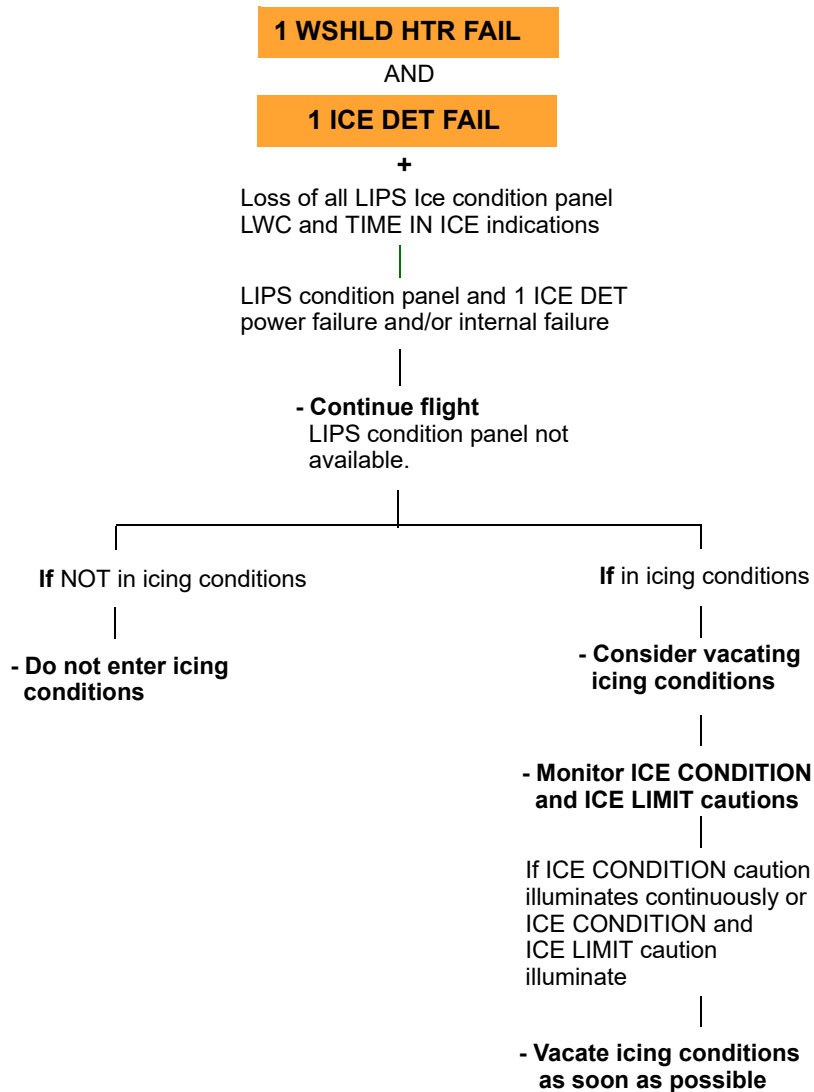 1 WSHLD HTR FAIL
AND
1 ICE DET FAIL
+
Loss of all LIPS Ice condition panel
LWC and TIME IN ICE indications
LIPS condition panel and 1 ICE DET
power failure and/or internal failure
- Continue flight
LIPS condition panel not
available.
If NOT in icing conditions
- Do not enter icing
conditions
If in icing conditions
- Consider vacating
icing conditions
- Monitor ICE CONDITION
and ICE LIMIT cautions
If ICE CONDITION caution
illuminates continuously or
ICE CONDITION and
ICE LIMIT caution
illuminate
- Vacate icing conditions
as soon as possible